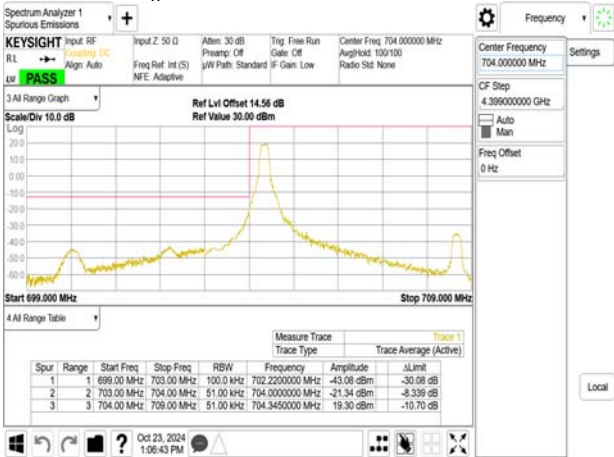 Spectrum Analyzer 1
Spurious Emissions
+
Frequency
KEYSIGHT Input: RF Input Z: 50 Ω Atten: 30 dB Trig: Free Run Center Freq: 704.000000 MHz
RL Coupling: DC Preamp: Off Gate: Off Avg|Hold: 100/100
Align: Auto Freq Ref: Int (S) µW Path: Standard IF Gain: Low Radio Std: None
NFE: Adaptive
PASS
Center Frequency
704.000000 MHz
Settings
CF Step
4.399000000 GHz
Auto
Man
Freq Offset
0 Hz
3 All Range Graph
Ref Lvl Offset 14.56 dB
Scale/Div 10.0 dB Ref Value 30.00 dBm
Log
20.0
10.0
0.00
-10.0
-20.0
-30.0
-40.0
-50.0
-60.0
Start 699.000 MHz Stop 709.000 MHz
4 All Range Table
Measure Trace Trace 1
Trace Type Trace Average (Active)
Spur Range Start Freq Stop Freq RBW Frequency Amplitude ΔLimit
1 1 699.00 MHz 703.00 MHz 100.0 kHz 702.2200000 MHz -43.08 dBm -30.08 dB
2 2 703.00 MHz 704.00 MHz 51.00 kHz 704.0000000 MHz -21.34 dBm -8.339 dB
3 3 704.00 MHz 709.00 MHz 51.00 kHz 704.3450000 MHz 19.30 dBm -10.70 dB
Local
? Oct 23, 2024
1:06:43 PM